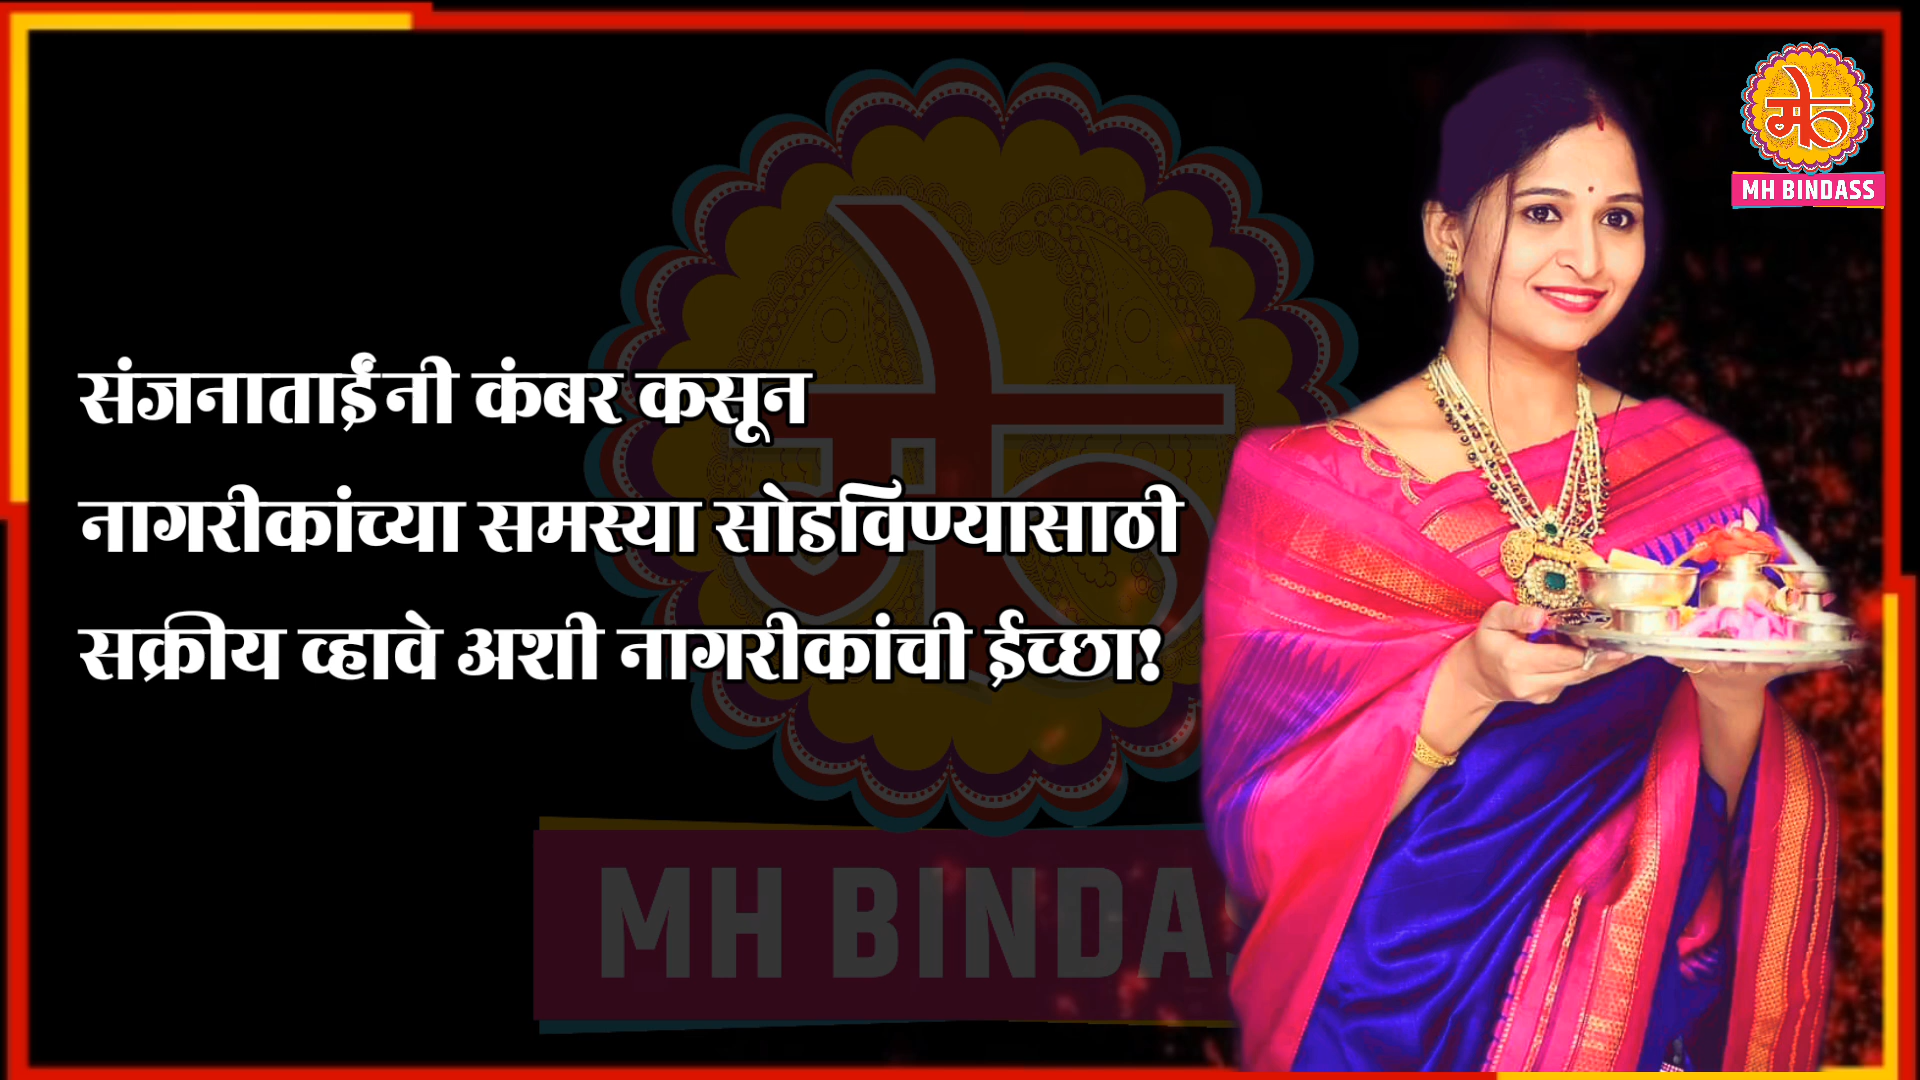 MH BINDASS
संजनाताईंनी कंबर कसून
नागरीकांच्या समस्या सोडविण्यासाठी
सक्रीय व्हावे अशी नागरीकांची ईच्छा!
MH BINDAS